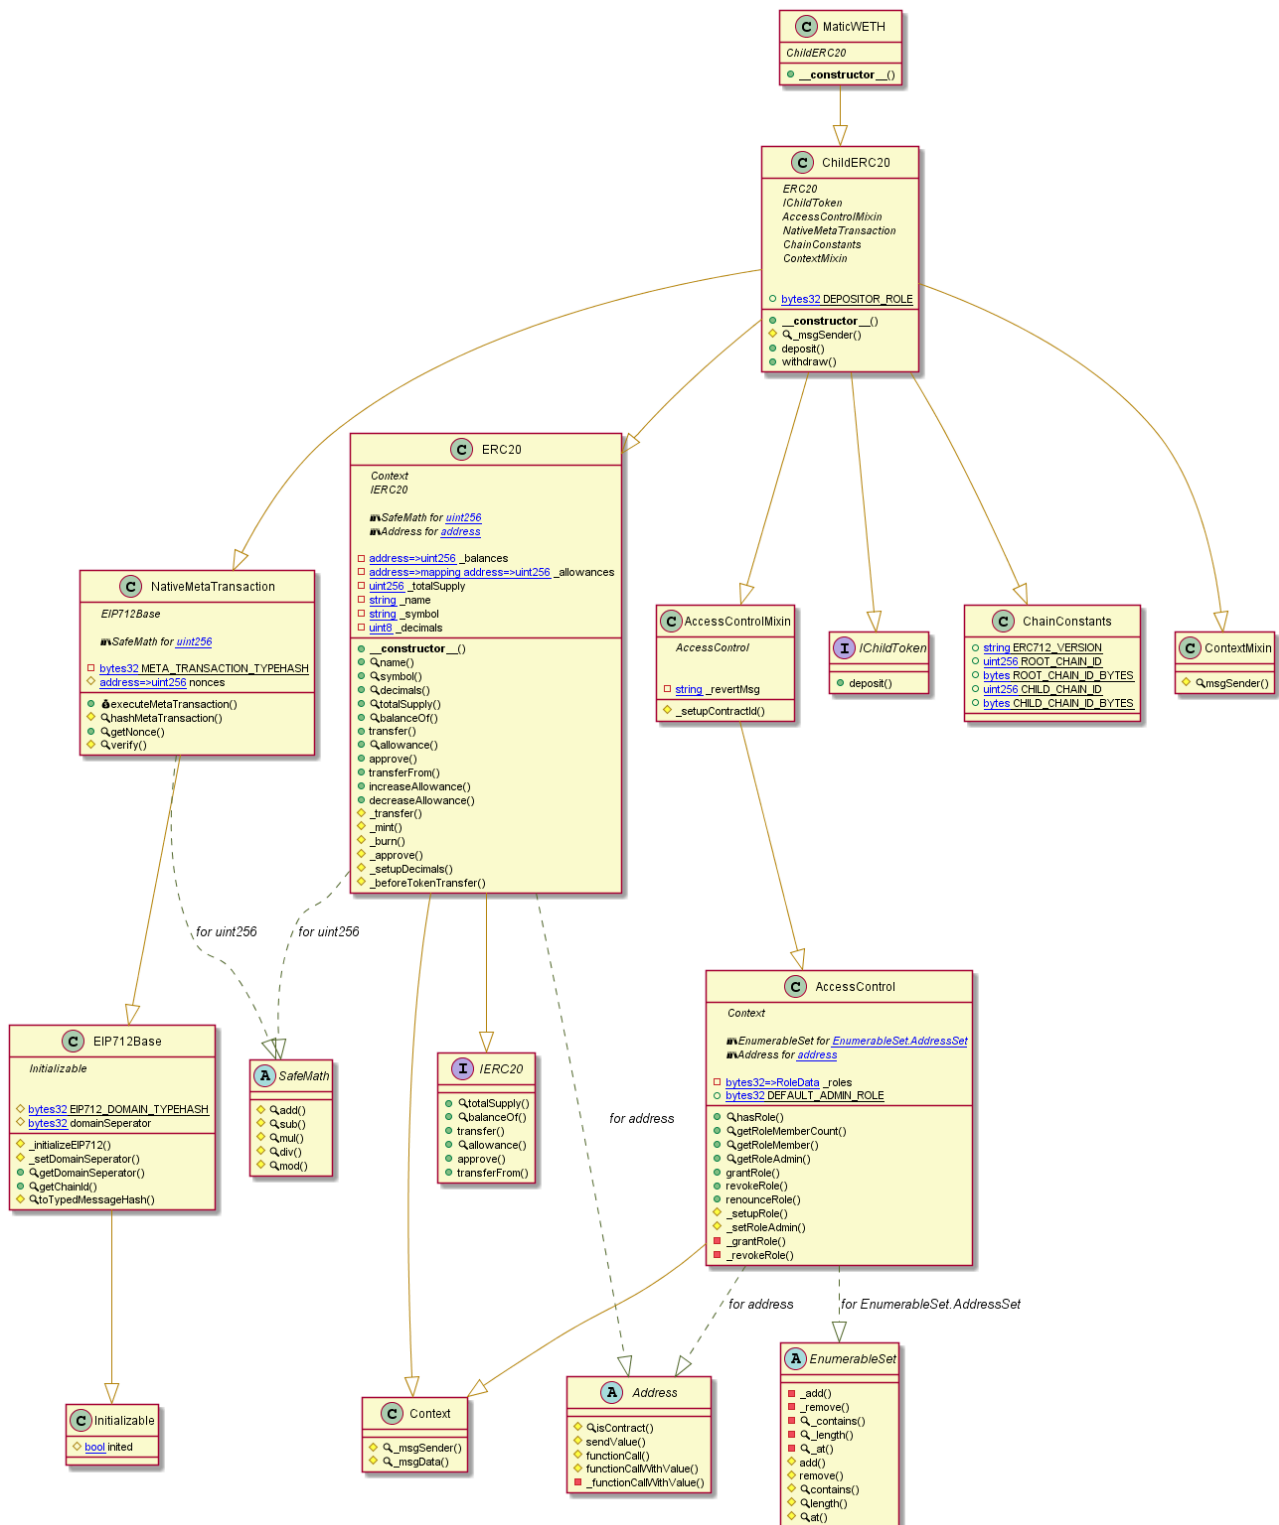 C MaticWETH
ChildERC20
__constructor__()
C ChildERC20
ERC20
IChildToken
AccessControlMixin
NativeMetaTransaction
ChainConstants
ContextMixin
bytes32 DEPOSITOR_ROLE
__constructor__()
_msgSender()
deposit()
withdraw()
C ERC20
Context
IERC20
SafeMath for uint256
Address for address
address=>uint256 _balances
address=>mapping address=>uint256 _allowances
uint256 _totalSupply
string _name
string _symbol
uint8 _decimals
__constructor__()
name()
symbol()
decimals()
totalSupply()
balanceOf()
transfer()
allowance()
approve()
transferFrom()
increaseAllowance()
decreaseAllowance()
_transfer()
_mint()
_burn()
_approve()
_setupDecimals()
_beforeTokenTransfer()
C NativeMetaTransaction
EIP712Base
SafeMath for uint256
bytes32 META_TRANSACTION_TYPEHASH
address=>uint256 nonces
executeMetaTransaction()
hashMetaTransaction()
getNonce()
verify()
C AccessControlMixin
AccessControl
string _revertMsg
_setupContractId()
I IChildToken
deposit()
C ChainConstants
string ERC712_VERSION
uint256 ROOT_CHAIN_ID
bytes ROOT_CHAIN_ID_BYTES
uint256 CHILD_CHAIN_ID
bytes CHILD_CHAIN_ID_BYTES
C ContextMixin
msgSender()
for uint256
for uint256
for address
C EIP712Base
Initializable
bytes32 EIP712_DOMAIN_TYPEHASH
bytes32 domainSeperator
_initializeEIP712()
_setDomainSeperator()
getDomainSeperator()
getChainId()
toTypedMessageHash()
A SafeMath
add()
sub()
mul()
div()
mod()
I IERC20
totalSupply()
balanceOf()
transfer()
allowance()
approve()
transferFrom()
C AccessControl
Context
EnumerableSet for EnumerableSet.AddressSet
Address for address
bytes32=>RoleData _roles
bytes32 DEFAULT_ADMIN_ROLE
hasRole()
getRoleMemberCount()
getRoleMember()
getRoleAdmin()
grantRole()
revokeRole()
renounceRole()
_setupRole()
_setRoleAdmin()
_grantRole()
_revokeRole()
for address
for EnumerableSet.AddressSet
C Initializable
bool inited
C Context
_msgSender()
_msgData()
A Address
isContract()
sendValue()
functionCall()
functionCallWithValue()
_functionCallWithValue()
A EnumerableSet
_add()
_remove()
_contains()
_length()
_at()
add()
remove()
contains()
length()
at()